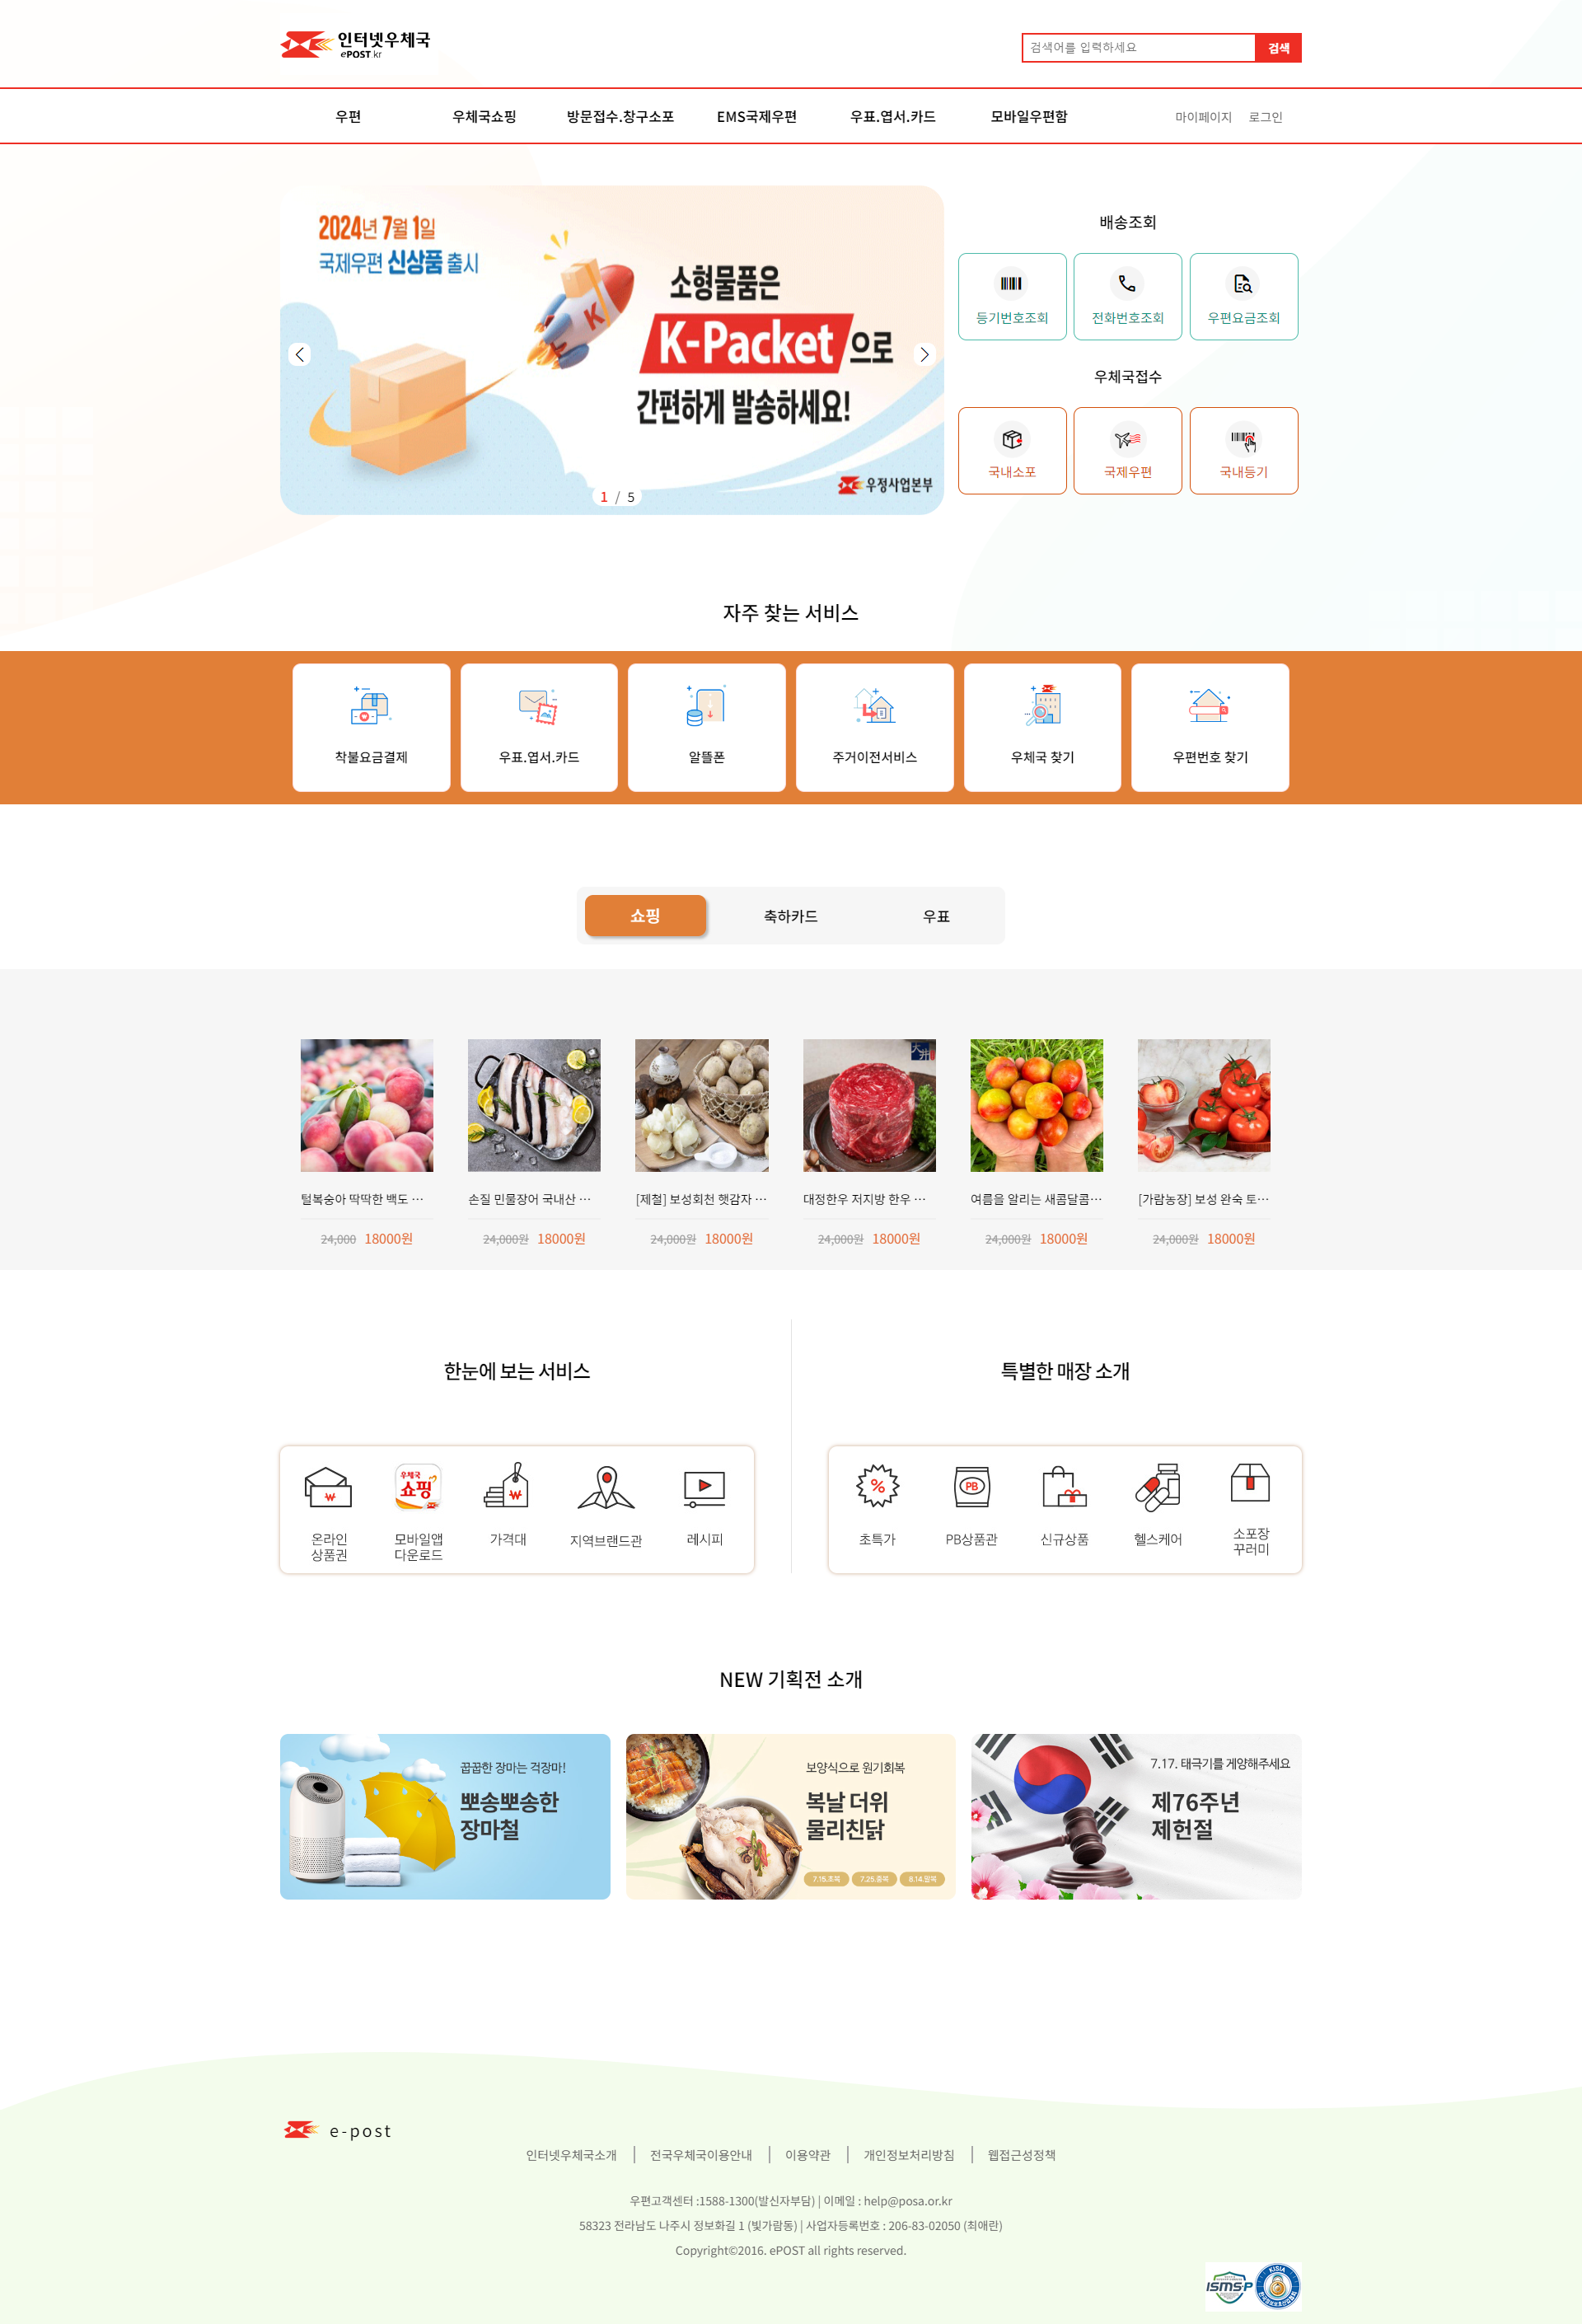 인터넷우체국
ePOST.kr
검색어를 입력하세요
검색
우편
우체국쇼핑
방문접수.창구소포
EMS국제우편
우표.엽서.카드
모바일우편함
마이페이지
로그인
2024년 7월 1일
국제우편 신상품 출시
소형물품은
K-Packet으로
간편하게 발송하세요!
1 / 5
우정사업본부
배송조회
등기번호조회
전화번호조회
우편요금조회
우체국접수
국내소포
국제우편
국내등기
자주 찾는 서비스
착불요금결제
우표.엽서.카드
알뜰폰
주거이전서비스
우체국 찾기
우편번호 찾기
쇼핑
축하카드
우표
털복숭아 딱딱한 백도 …
손질 민물장어 국내산 …
[제철] 보성회천 햇감자 …
대정한우 저지방 한우 …
여름을 알리는 새콤달콤…
[가람농장] 보성 완숙 토…
24,000 18000원
24,000원 18000원
24,000원 18000원
24,000원 18000원
24,000원 18000원
24,000원 18000원
한눈에 보는 서비스
우체국
쇼핑
온라인
상품권
모바일앱
다운로드
가격대
지역브랜드관
레시피
특별한 매장 소개
%
PB
초특가
PB상품관
신규상품
헬스케어
소포장
꾸러미
NEW 기획전 소개
꿉꿉한 장마는 걱장마!
뽀송뽀송한
장마철
보양식으로 원기회복
복날 더위
물리친닭
7.15.초복
7.25.중복
8.14.말복
7.17. 태극기를 게양해주세요
제76주년
제헌절
e-post
인터넷우체국소개
전국우체국이용안내
이용약관
개인정보처리방침
웹접근성정책
우편고객센터 :1588-1300(발신자부담) | 이메일 : help@posa.or.kr
58323 전라남도 나주시 정보화길 1 (빛가람동) | 사업자등록번호 : 206-83-02050 (최애란)
Copyright©2016. ePOST all rights reserved.
ISMS-P
KISIA